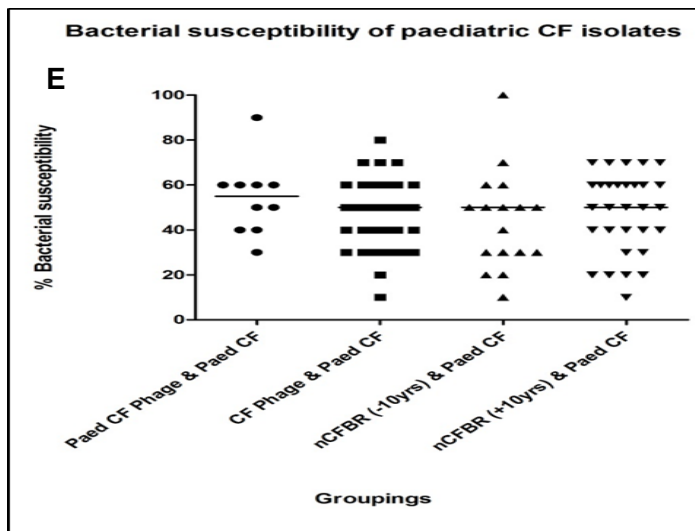 Bacterial susceptibility of paediatric CF isolates
E
% Bacterial susceptibility
100
80
60
40
20
0
Paed CF Phage & Paed CF
CF Phage & Paed CF
nCFBR (-10yrs) & Paed CF
nCFBR (+10yrs) & Paed CF
Groupings